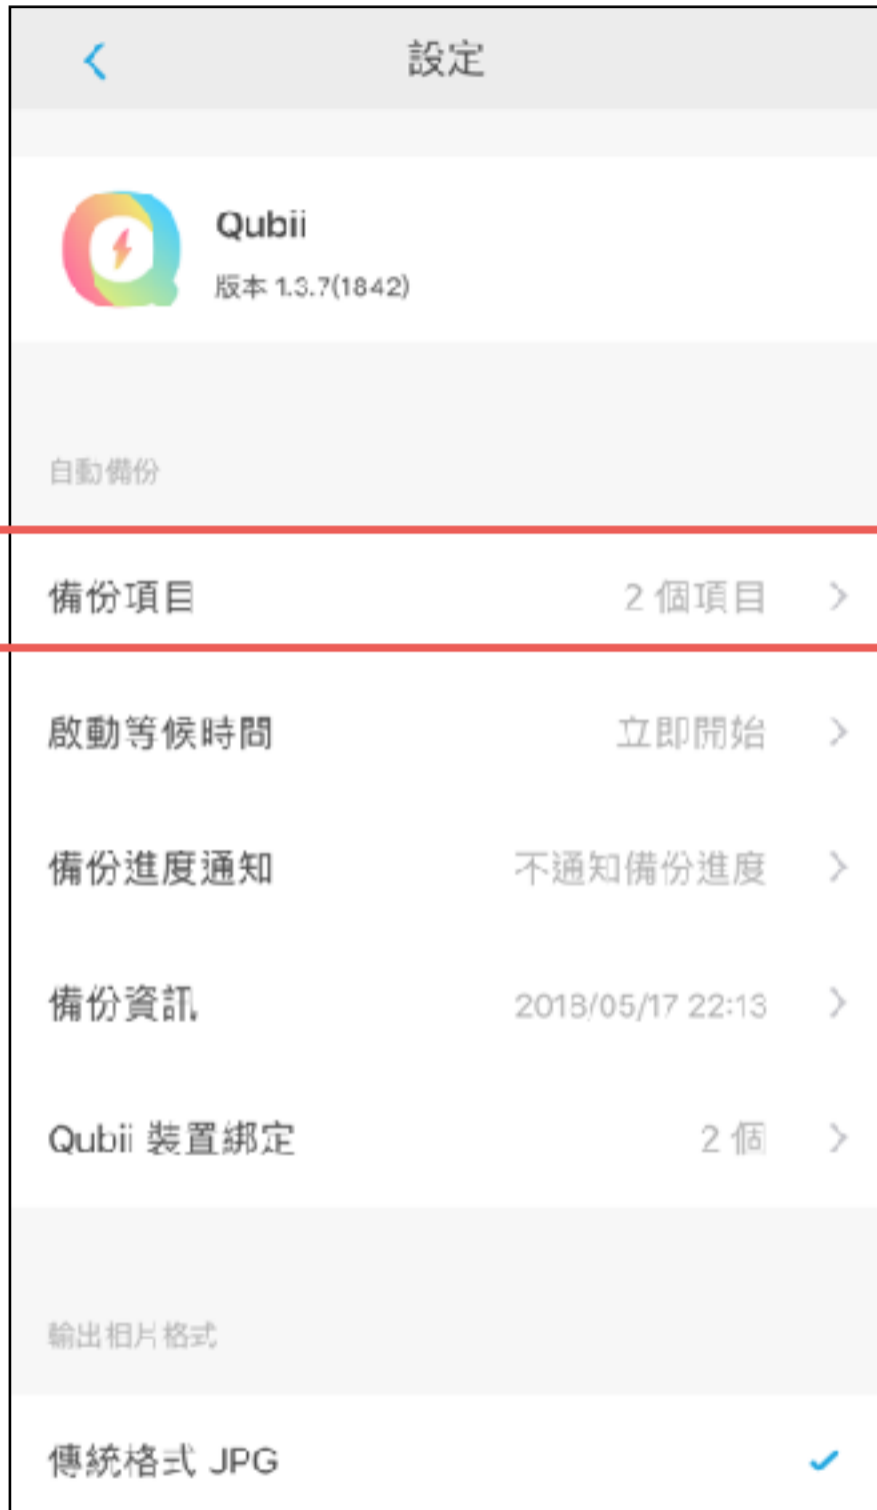 設定
Qubii
版本 1.3.7(1842)
自動備份
備份項目 2 個項目
啟動等候時間 立即開始
備份進度通知 不通知備份進度
備份資訊 2018/05/17 22:13
Qubii 裝置綁定 2 個
輸出相片格式
傳統格式 JPG